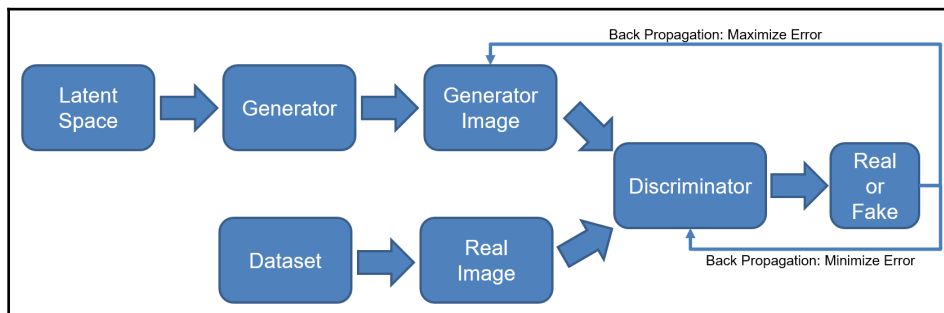 Back Propagation: Maximize Error
Latent
Space
Generator
Generator
Image
Discriminator
Real
or
Fake
Dataset
Real
Image
Back Propagation: Minimize Error